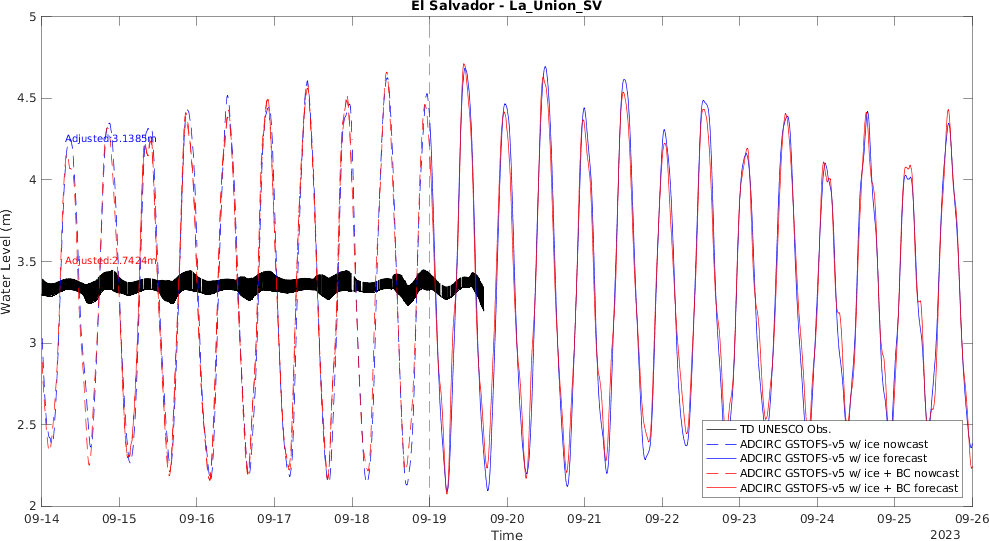 El Salvador - La_Union_SV
5
4.5
4
3.5
3
2.5
2
Water Level (m)
Adjusted:3.1385m
Adjusted:2.7424m
TD UNESCO Obs.
ADCIRC GSTOFS-v5 w/ ice nowcast
ADCIRC GSTOFS-v5 w/ ice forecast
ADCIRC GSTOFS-v5 w/ ice + BC nowcast
ADCIRC GSTOFS-v5 w/ ice + BC forecast
09-14 09-15 09-16 09-17 09-18 09-19 09-20 09-21 09-22 09-23 09-24 09-25 09-26
Time 2023